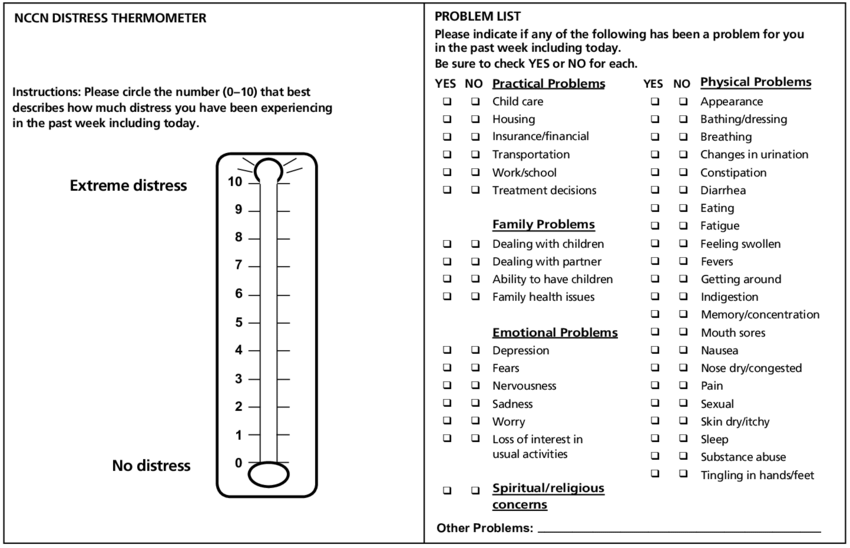 NCCN DISTRESS THERMOMETER
Instructions: Please circle the number (0–10) that best
describes how much distress you have been experiencing
in the past week including today.
Extreme distress
10
9
8
7
6
5
4
3
2
1
0
No distress
PROBLEM LIST
Please indicate if any of the following has been a problem for you
in the past week including today.
Be sure to check YES or NO for each.
YES NO Practical Problems
Child care
Housing
Insurance/financial
Transportation
Work/school
Treatment decisions
Family Problems
Dealing with children
Dealing with partner
Ability to have children
Family health issues
Emotional Problems
Depression
Fears
Nervousness
Sadness
Worry
Loss of interest in
usual activities
Spiritual/religious
concerns
YES NO Physical Problems
Appearance
Bathing/dressing
Breathing
Changes in urination
Constipation
Diarrhea
Eating
Fatigue
Feeling swollen
Fevers
Getting around
Indigestion
Memory/concentration
Mouth sores
Nausea
Nose dry/congested
Pain
Sexual
Skin dry/itchy
Sleep
Substance abuse
Tingling in hands/feet
Other Problems: